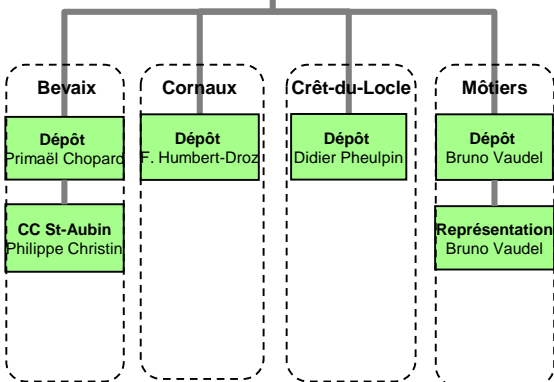 Bevaix
Dépôt
Primaël Chopard
CC St-Aubin
Philippe Christin
Cornaux
Dépôt
F. Humbert-Droz
Crêt-du-Locle
Dépôt
Didier Pheulpin
Môtiers
Dépôt
Bruno Vaudel
Représentation
Bruno Vaudel